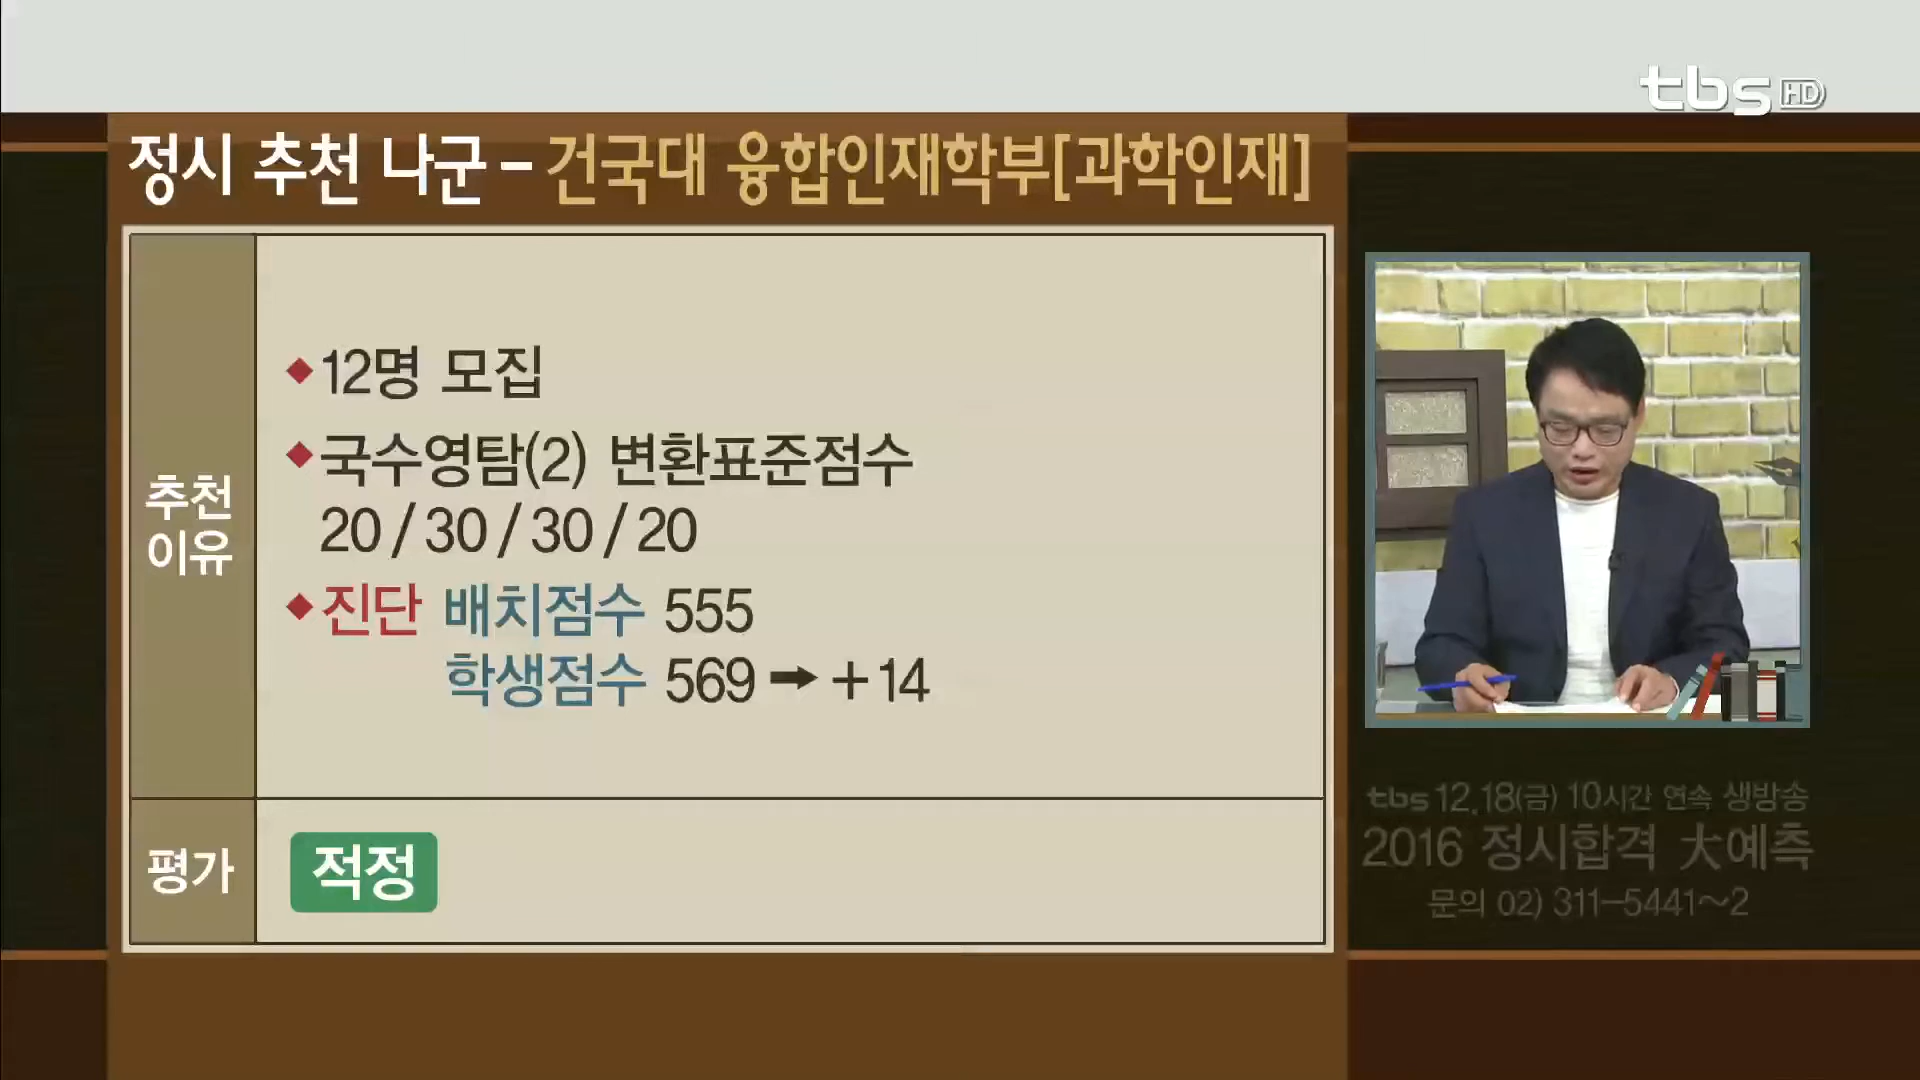 tbs HD
정시 추천 나군 - 건국대 융합인재학부[과학인재]
추천
이유
◆12명 모집
◆국수영탐(2) 변환표준점수
20 / 30 / 30 / 20
◆진단 배치점수 555
학생점수 569 ➡ +14
평가
적정
tbs 12.18(금) 10시간 연속 생방송
2016 정시합격 大예측
문의 02) 311-5441~2